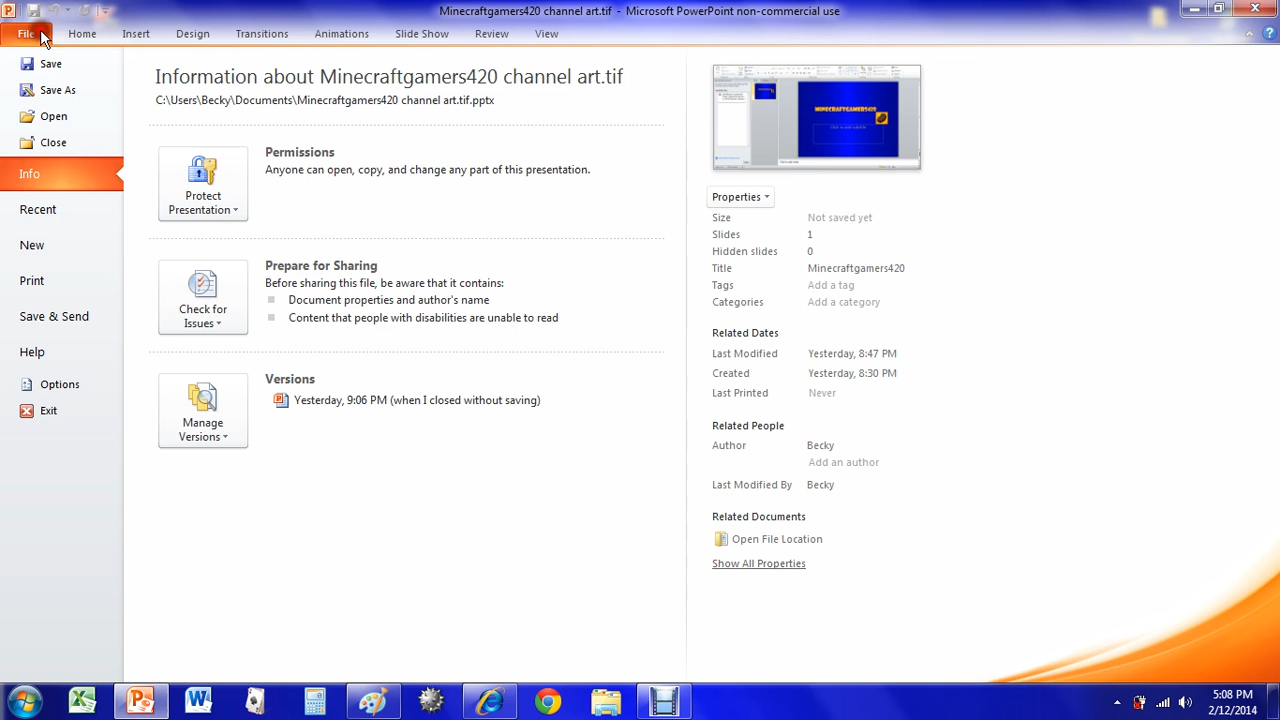 Minecraftgamers420 channel art.tif - Microsoft PowerPoint non-commercial use
File Home Insert Design Transitions Animations Slide Show Review View
Save
Save As
Open
Close
Info
Recent
New
Print
Save & Send
Help
Options
Exit
Information about Minecraftgamers420 channel art.tif
C:\Users\Becky\Documents\Minecraftgamers420 channel art.tif.pptx
Protect
Presentation
Permissions
Anyone can open, copy, and change any part of this presentation.
Check for
Issues
Prepare for Sharing
Before sharing this file, be aware that it contains:
Document properties and author's name
Content that people with disabilities are unable to read
Manage
Versions
Versions
Yesterday, 9:06 PM (when I closed without saving)
MINECRAFTGAMERS420
Click to add subtitle
Properties
Size Not saved yet
Slides 1
Hidden slides 0
Title Minecraftgamers420
Tags Add a tag
Categories Add a category
Related Dates
Last Modified Yesterday, 8:47 PM
Created Yesterday, 8:30 PM
Last Printed Never
Related People
Author Becky
Add an author
Last Modified By Becky
Related Documents
Open File Location
Show All Properties
5:08 PM
2/12/2014